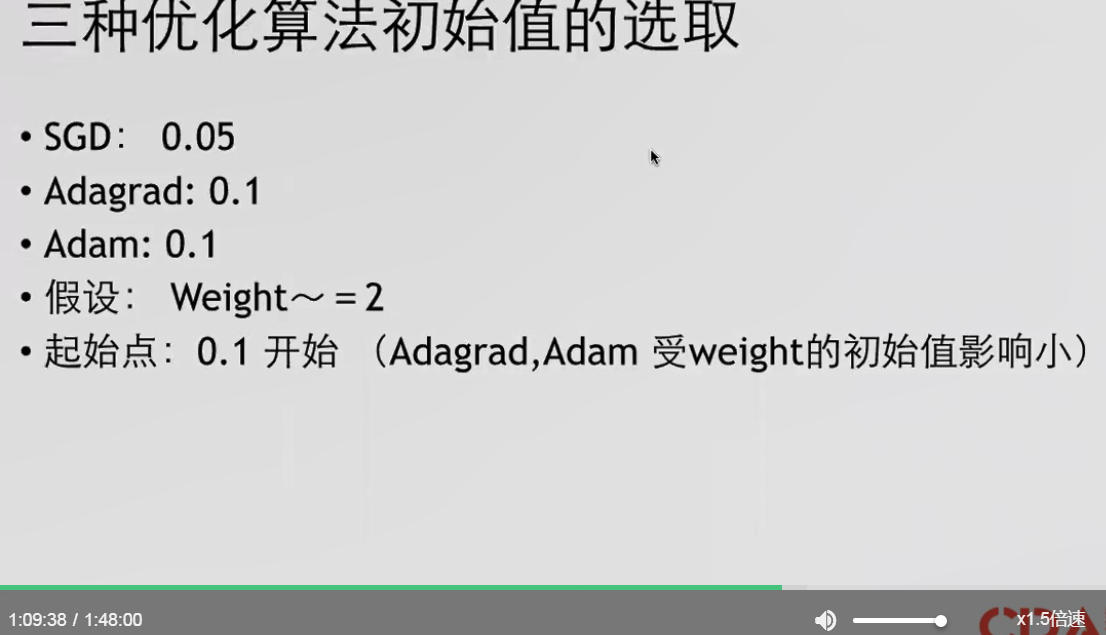 三种优化算法初始值的选取
• SGD： 0.05
• Adagrad: 0.1
• Adam: 0.1
• 假设： Weight～＝2
• 起始点：0.1 开始 （Adagrad,Adam 受weight的初始值影响小）
1:09:38 / 1:48:00
x1.5倍速